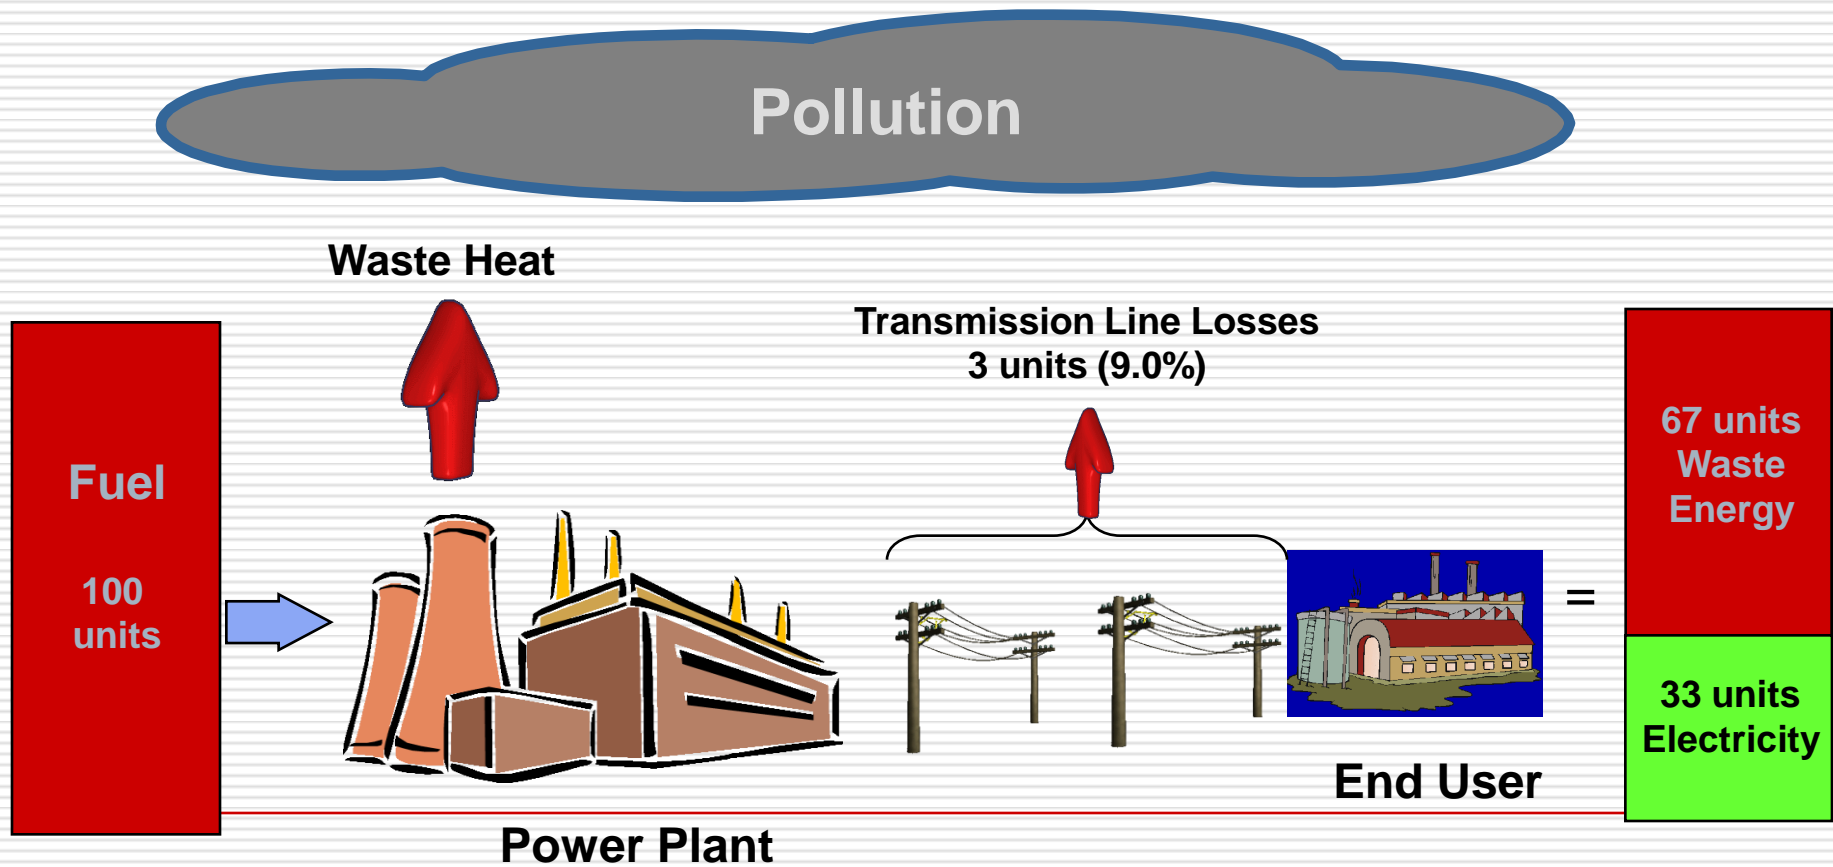 Pollution
Waste Heat
Transmission Line Losses
3 units (9.0%)
Fuel
100
units
67 units
Waste
Energy
=
33 units
Electricity
End User
Power Plant